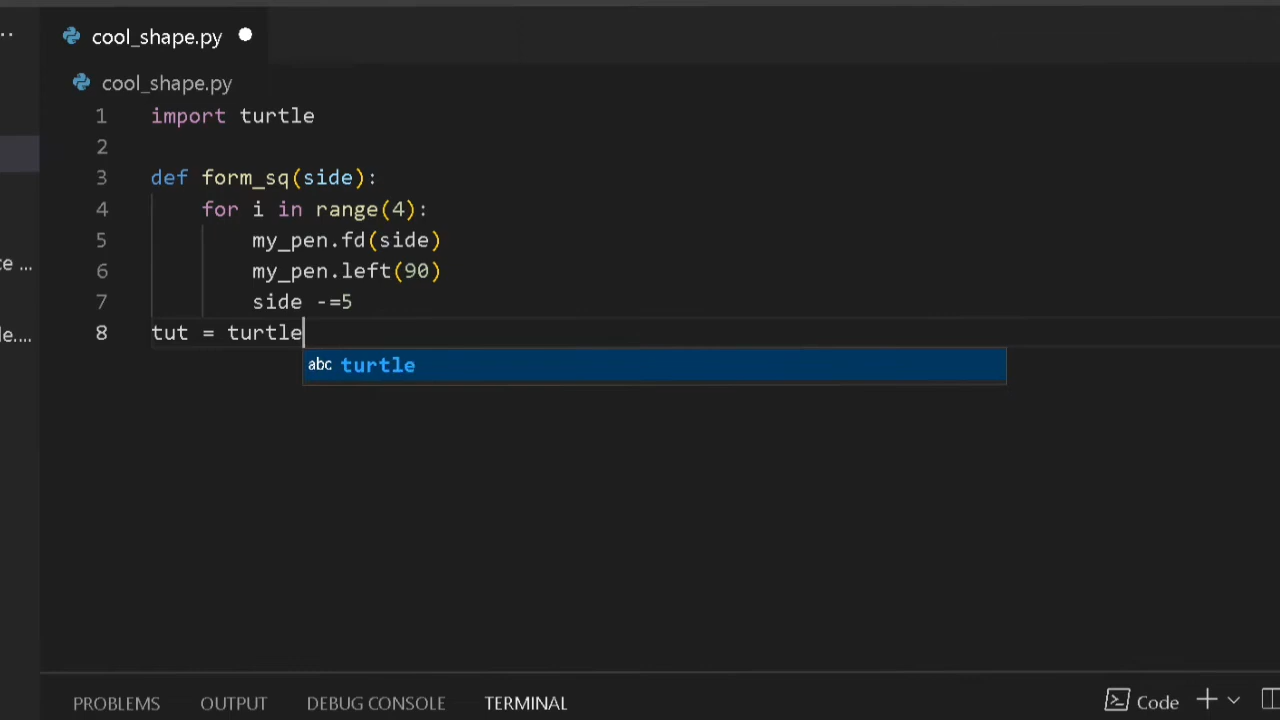 cool_shape.py
cool_shape.py
1 import turtle
2
3 def form_sq(side):
4 for i in range(4):
5 my_pen.fd(side)
6 my_pen.left(90)
7 side -=5
8 tut = turtle
abc turtle
te ...
le....
PROBLEMS OUTPUT DEBUG CONSOLE TERMINAL Code